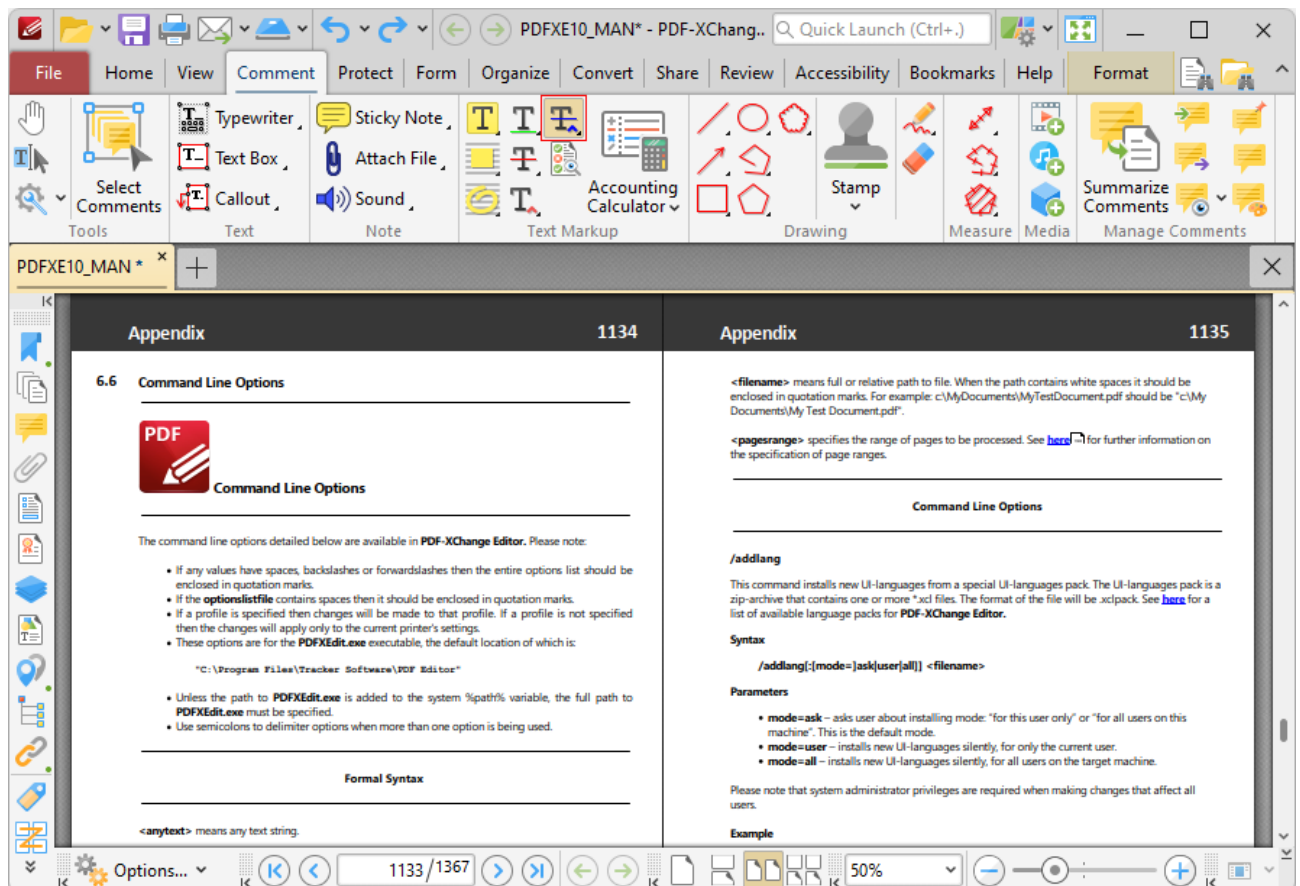 PDFXE10_MAN* - PDF-XChang..
Quick Launch (Ctrl+.)
File Home View Comment Protect Form Organize Convert Share Review Accessibility Bookmarks Help Format
Typewriter
Text Box
Callout
Sticky Note
Attach File
Sound
Select
Comments
Accounting
Calculator
Stamp
Summarize
Comments
Tools Text Note Text Markup Drawing Measure Media Manage Comments
PDFXE10_MAN *
Appendix 1134
6.6 Command Line Options
PDF
Command Line Options
The command line options detailed below are available in PDF-XChange Editor. Please note:
• If any values have spaces, backslashes or forwardslashes then the entire options list should be
enclosed in quotation marks.
• If the optionslistfile contains spaces then it should be enclosed in quotation marks.
• If a profile is specified then changes will be made to that profile. If a profile is not specified
then the changes will apply only to the current printer's settings.
• These options are for the PDFXEdit.exe executable, the default location of which is:
"C:\Program Files\Tracker Software\PDF Editor"
• Unless the path to PDFXEdit.exe is added to the system %path% variable, the full path to
PDFXEdit.exe must be specified.
• Use semicolons to delimiter options when more than one option is being used.
Formal Syntax
<anytext> means any text string.
Appendix 1135
<filename> means full or relative path to file. When the path contains white spaces it should be
enclosed in quotation marks. For example: c:\MyDocuments\MyTestDocument.pdf should be "c:\My
Documents\My Test Document.pdf".
<pagesrange> specifies the range of pages to be processed. See here for further information on
the specification of page ranges.
Command Line Options
/addlang
This command installs new UI-languages from a special UI-languages pack. The UI-languages pack is a
zip-archive that contains one or more *.xcl files. The format of the file will be .xclpack. See here for a
list of available language packs for PDF-XChange Editor.
Syntax
/addlang[:[mode=]ask|user|all]] <filename>
Parameters
• mode=ask – asks user about installing mode: "for this user only" or "for all users on this
machine". This is the default mode.
• mode=user – installs new UI-languages silently, for only the current user.
• mode=all – installs new UI-languages silently, for all users on the target machine.
Please note that system administrator privileges are required when making changes that affect all
users.
Example
Options... 1133/1367 50%